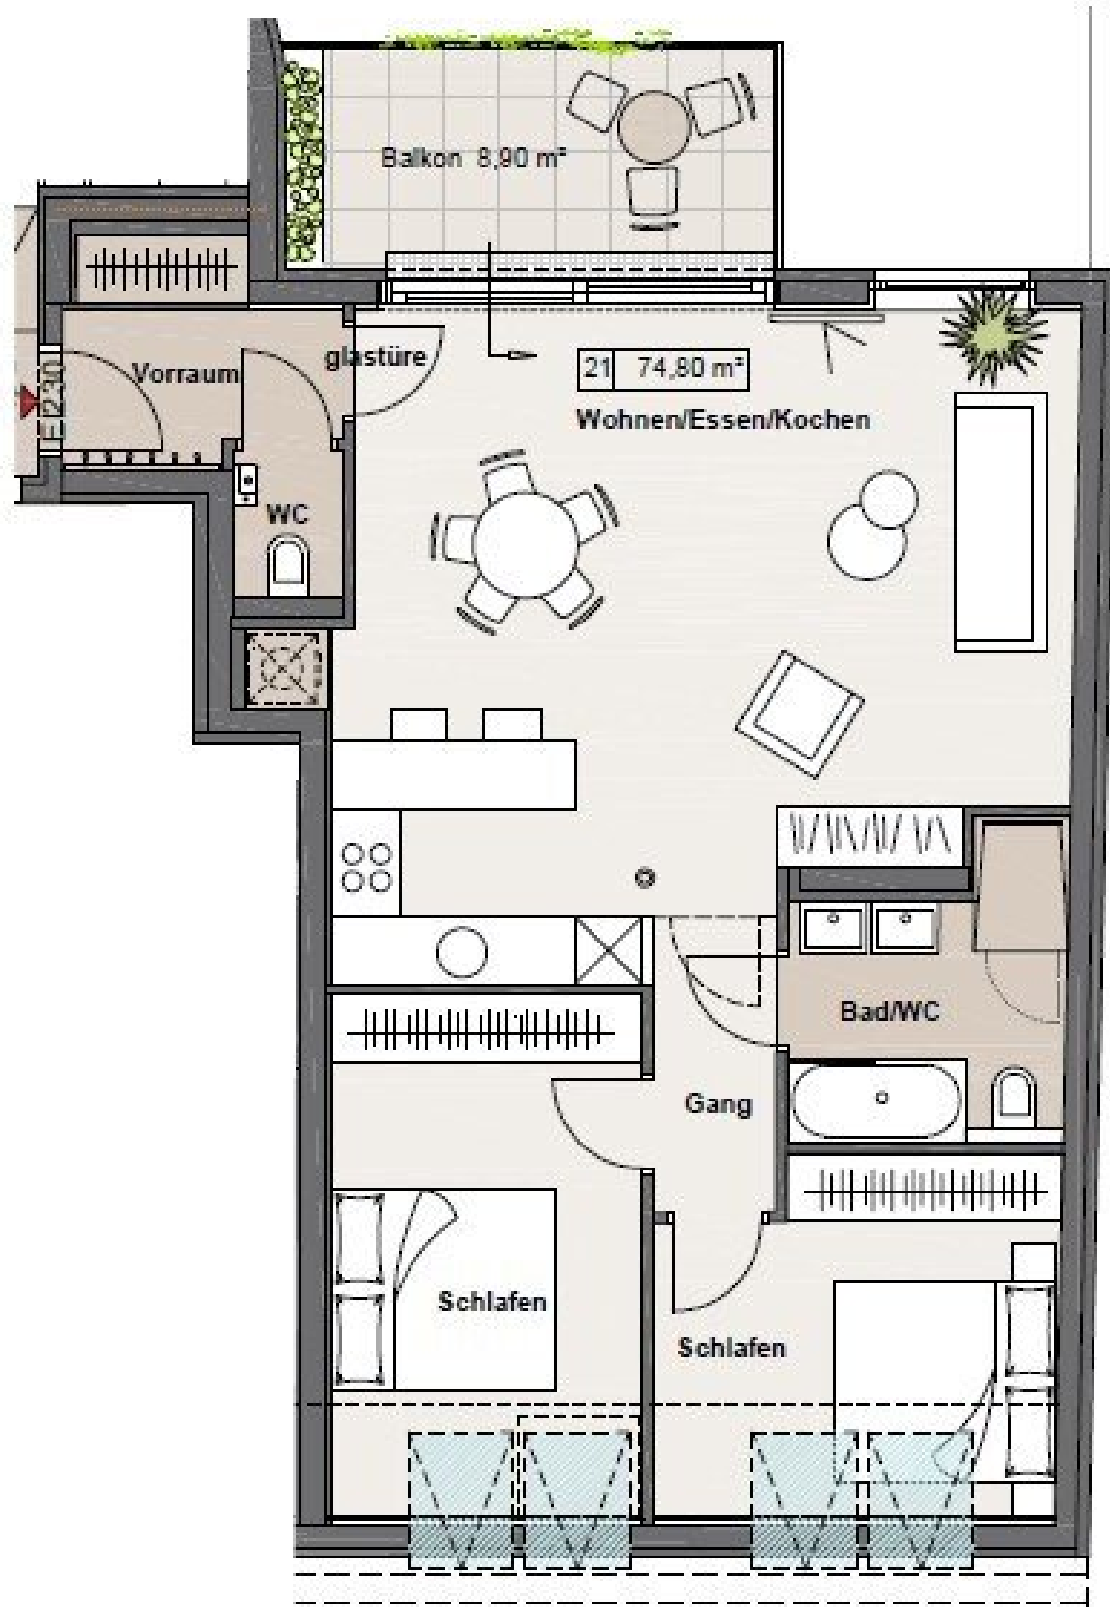 Balkon 8,90 m²
glastüre
21 74,80 m²
Vorraum
Wohnen/Essen/Kochen
WC
Bad/WC
Gang
Schlafen
Schlafen